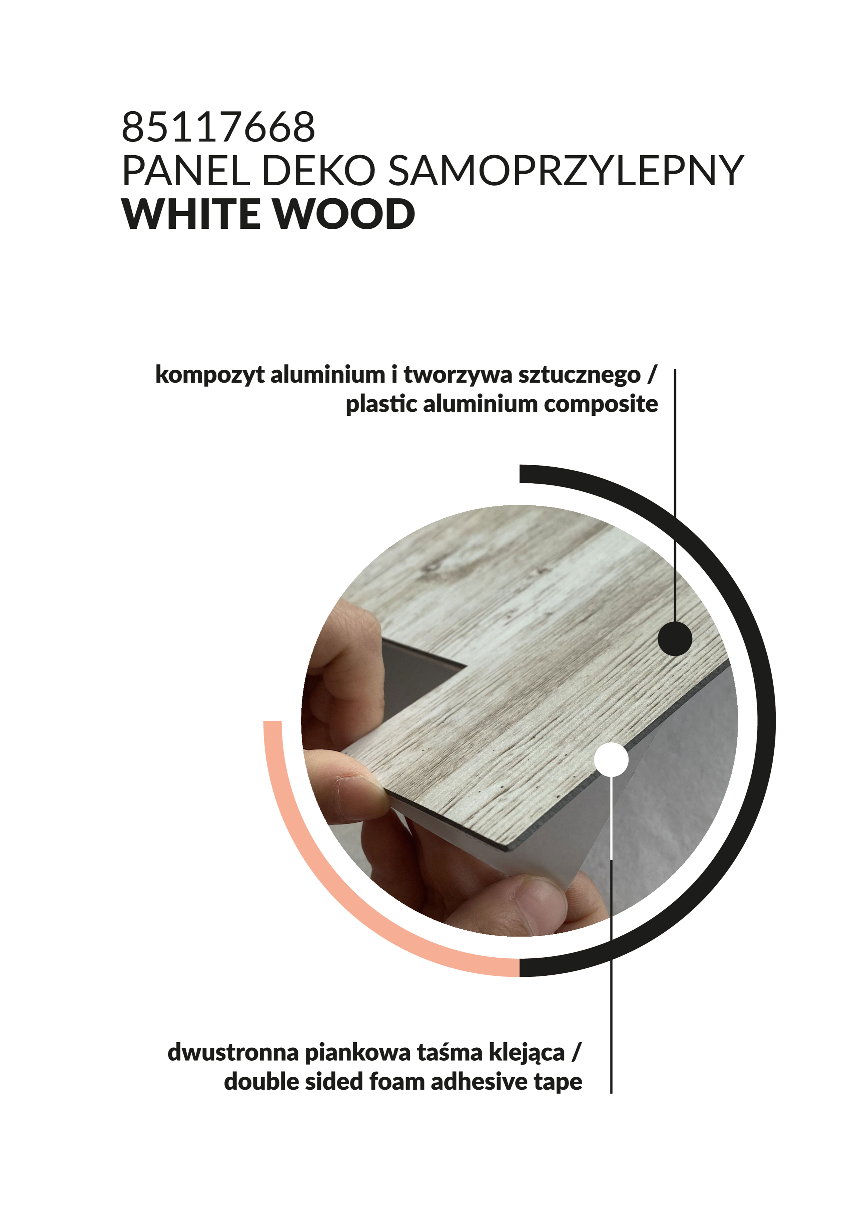 85117668
PANEL DEKO SAMOPRZYLEPNY
WHITE WOOD
kompozyt aluminium i tworzywa sztucznego /
plastic aluminium composite
dwustronna piankowa taśma klejąca /
double sided foam adhesive tape